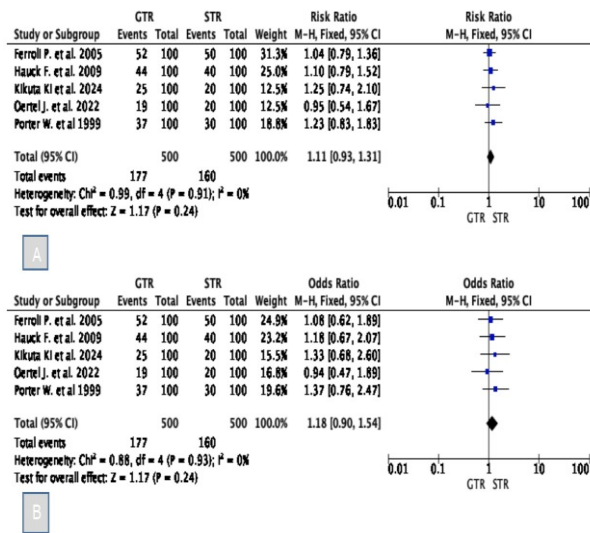 GTR STR Risk Ratio Risk Ratio
Study or Subgroup Events Total Events Total Weight M-H, Fixed, 95% CI M-H, Fixed, 95% CI
Ferroli P. et al. 2005 52 100 50 100 31.3% 1.04 [0.79, 1.36]
Hauck F. et al 2009 44 100 40 100 25.0% 1.10 [0.79, 1.52]
Kikuta KI et al 2024 25 100 20 100 12.5% 1.25 [0.74, 2.10]
Oertel J. et al. 2022 19 100 20 100 12.5% 0.95 [0.54, 1.67]
Porter W. et al 1999 37 100 30 100 18.8% 1.23 [0.83, 1.83]
Total (95% CI) 500 500 100.0% 1.11 [0.93, 1.31]
Total events 177 160
Heterogeneity: Chi² = 0.99, df = 4 (P = 0.91); I² = 0%
Test for overall effect: Z = 1.17 (P = 0.24)
0.01 0.1 1 10 100
GTR STR
A
GTR STR Odds Ratio Odds Ratio
Study or Subgroup Events Total Events Total Weight M-H, Fixed, 95% CI M-H, Fixed, 95% CI
Ferroli P. et al. 2005 52 100 50 100 24.9% 1.08 [0.62, 1.89]
Hauck F. et al 2009 44 100 40 100 23.2% 1.18 [0.67, 2.07]
Kikuta KI et al 2024 25 100 20 100 15.5% 1.33 [0.68, 2.60]
Oertel J. et al. 2022 19 100 20 100 16.8% 0.94 [0.47, 1.89]
Porter W. et al 1999 37 100 30 100 19.6% 1.37 [0.76, 2.47]
Total (95% CI) 500 500 100.0% 1.18 [0.90, 1.54]
Total events 177 160
Heterogeneity: Chi² = 0.88, df = 4 (P = 0.93); I² = 0%
Test for overall effect: Z = 1.17 (P = 0.24)
0.01 0.1 1 10 100
GTR STR
B